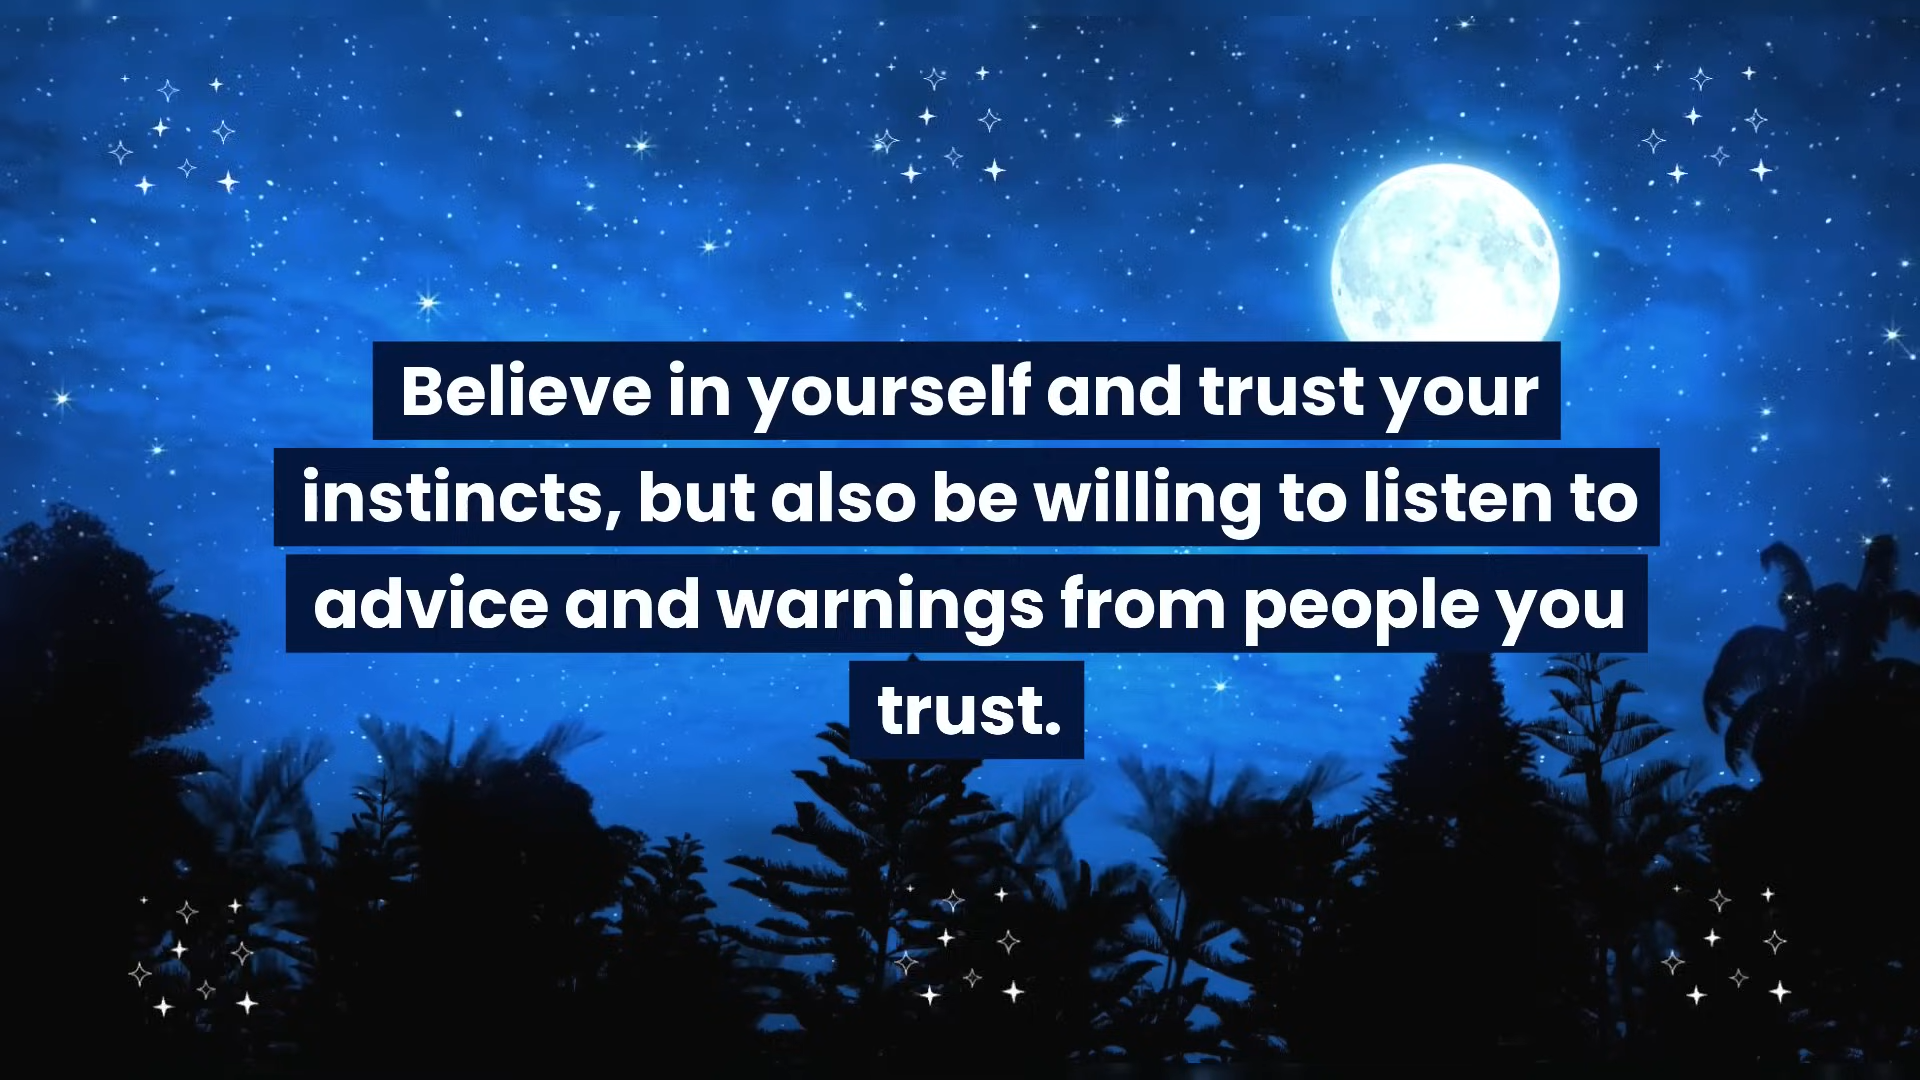 Believe in yourself and trust your
instincts, but also be willing to listen to
advice and warnings from people you
trust.